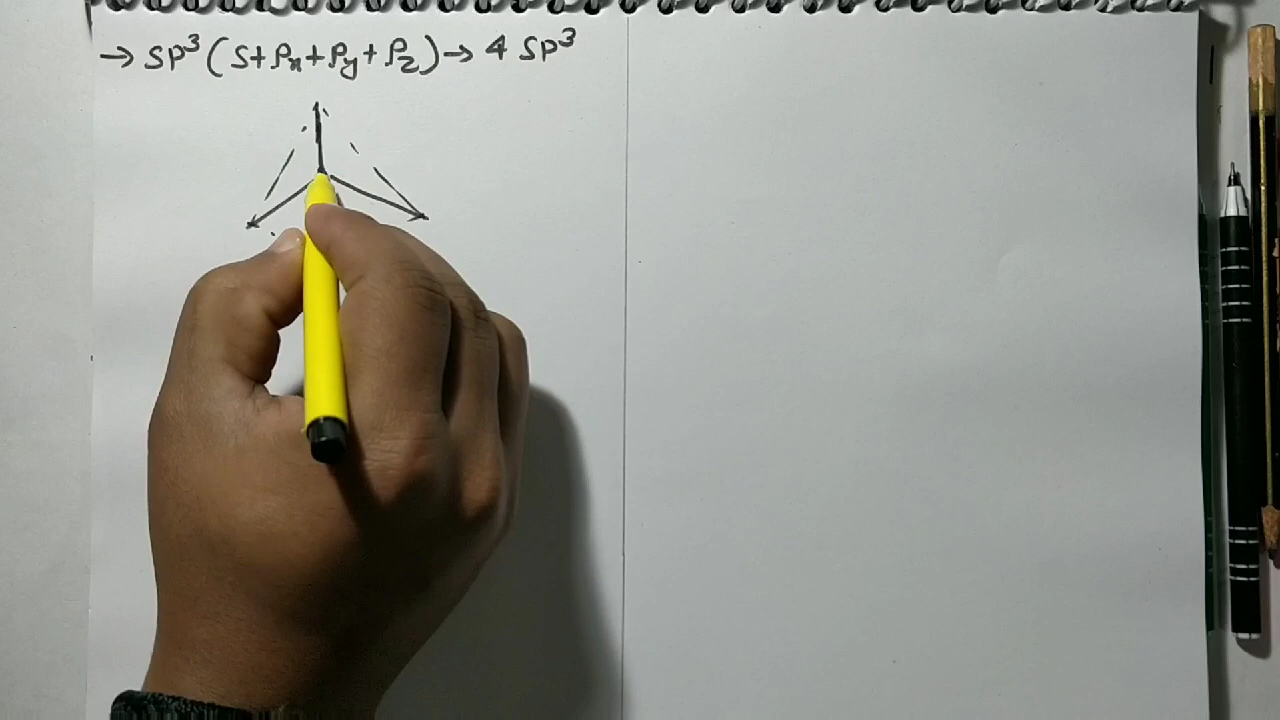 → SP³ (S+Px+Py+Pz) → 4 SP³